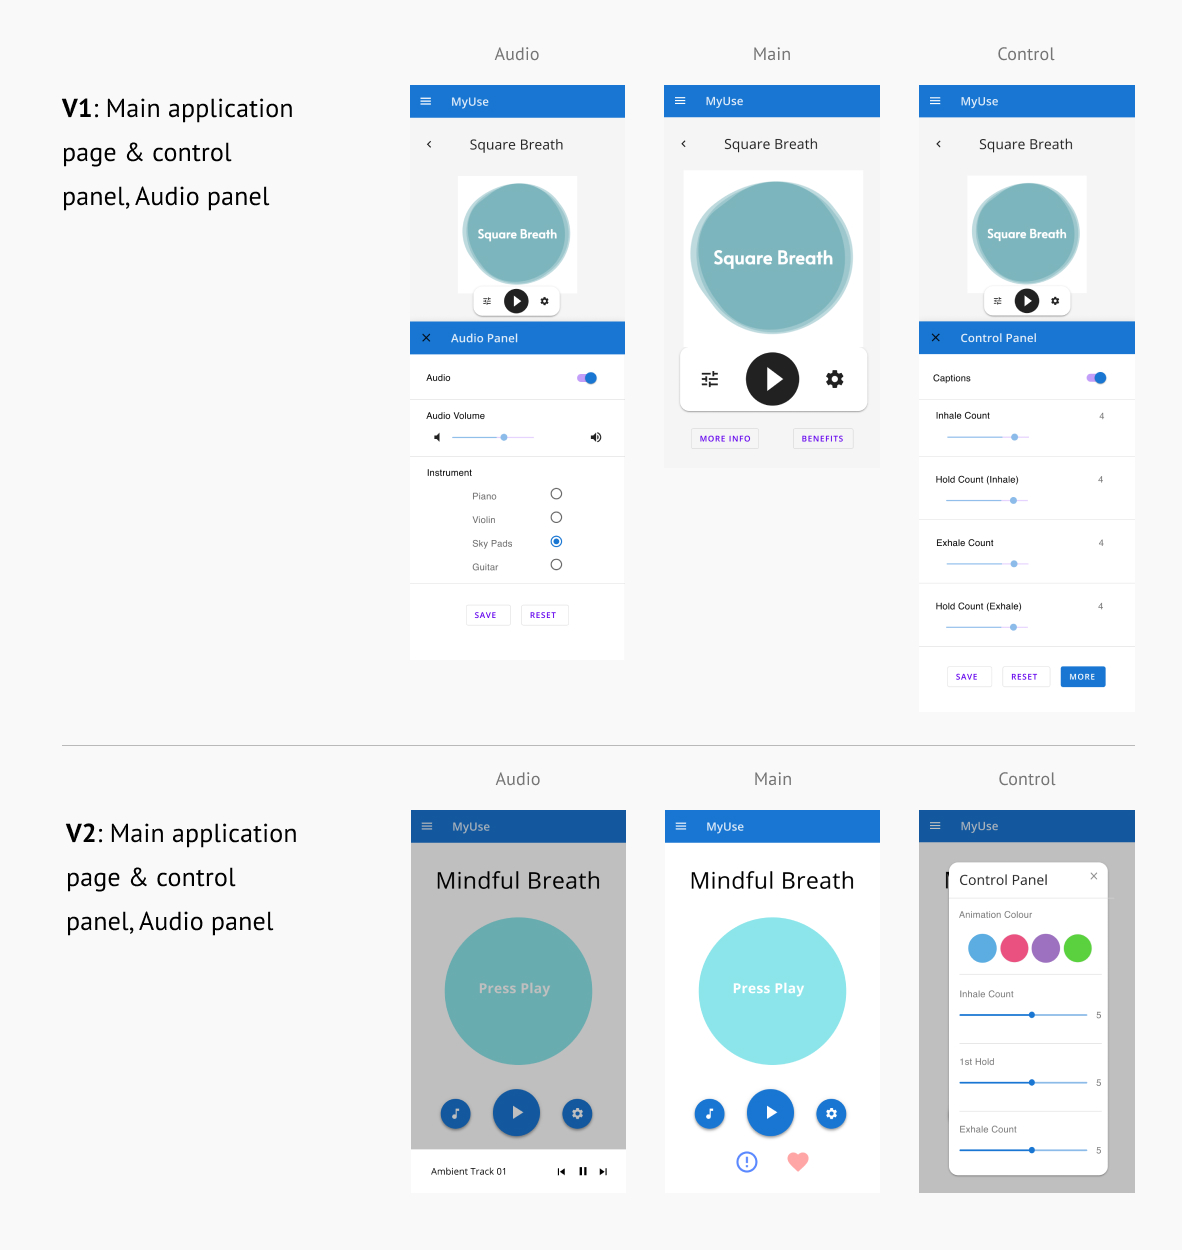 Audio
Main
Control
V1: Main application
page & control
panel, Audio panel
MyUse
Square Breath
Square Breath
Audio Panel
Audio
Audio Volume
Instrument
Piano
Violin
Sky Pads
Guitar
SAVE RESET
MyUse
Square Breath
Square Breath
MORE INFO BENEFITS
MyUse
Square Breath
Square Breath
Control Panel
Captions
Inhale Count 4
Hold Count (Inhale) 4
Exhale Count 4
Hold Count (Exhale) 4
SAVE RESET MORE
Audio
Main
Control
V2: Main application
page & control
panel, Audio panel
MyUse
Mindful Breath
Press Play
Ambient Track 01
MyUse
Mindful Breath
Press Play
MyUse
Control Panel
Animation Colour
Inhale Count
5
1st Hold
5
Exhale Count
5